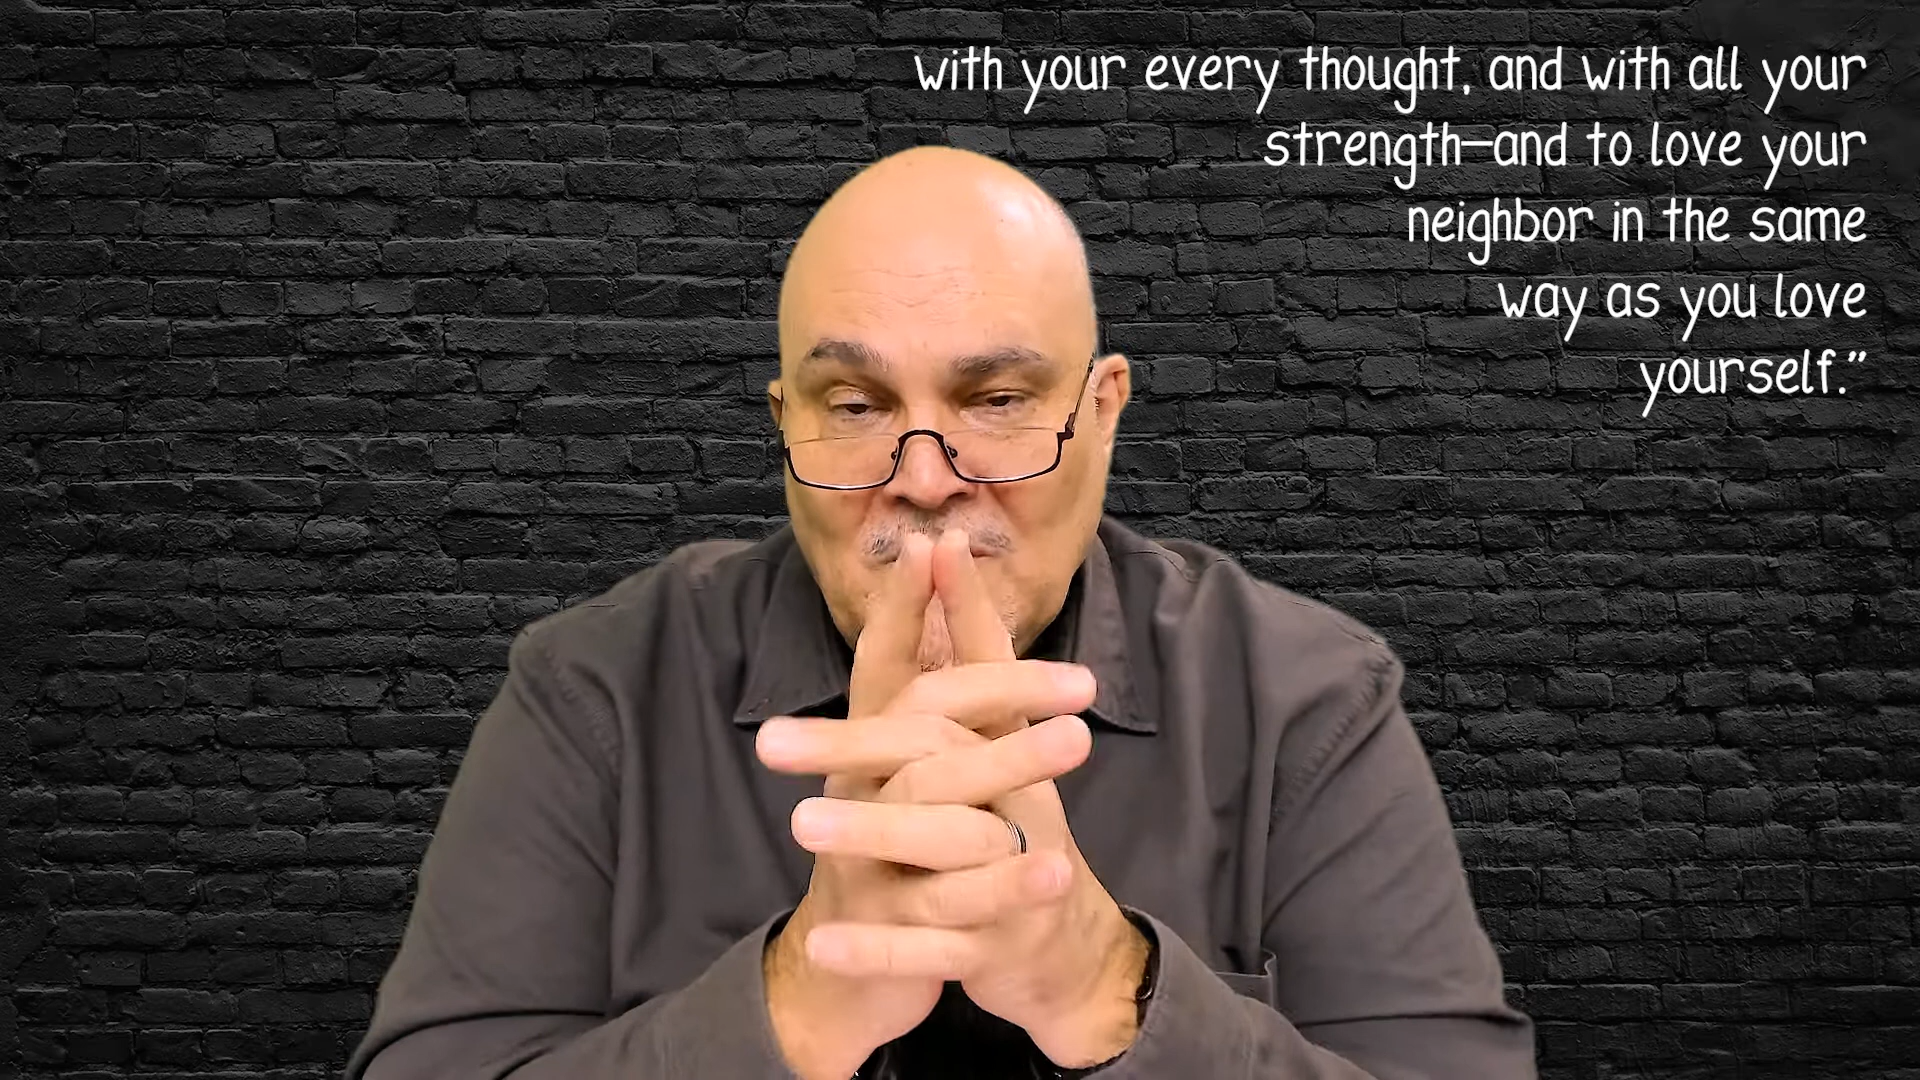 with your every thought, and with all your
strength—and to love your
neighbor in the same
way as you love
yourself.”